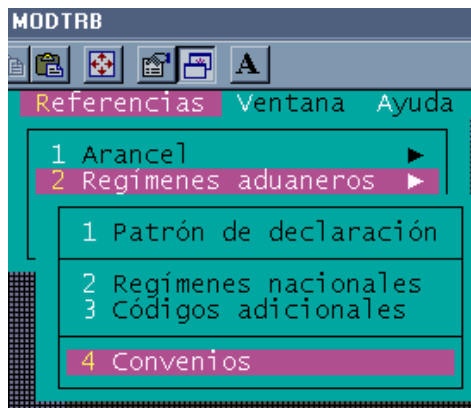 MODTRB
A
Referencias Ventana Ayuda
1 Arancel
2 Regímenes aduaneros
1 Patrón de declaración
2 Regímenes nacionales
3 Códigos adicionales
4 Convenios